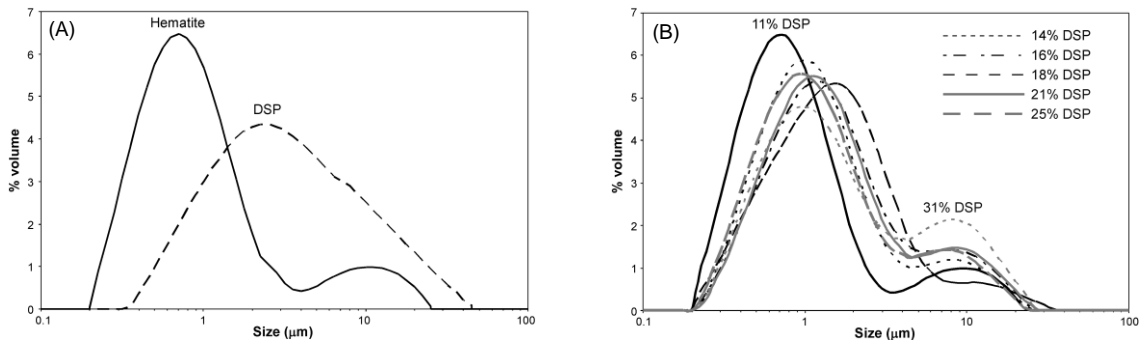 (A)
7
6
5
4
3
2
1
0
% volume
Hematite
DSP
0.1 1 10 100
Size (μm)
(B)
7
6
5
4
3
2
1
0
% volume
11% DSP
14% DSP
16% DSP
18% DSP
21% DSP
25% DSP
31% DSP
0.1 1 10 100
Size (μm)